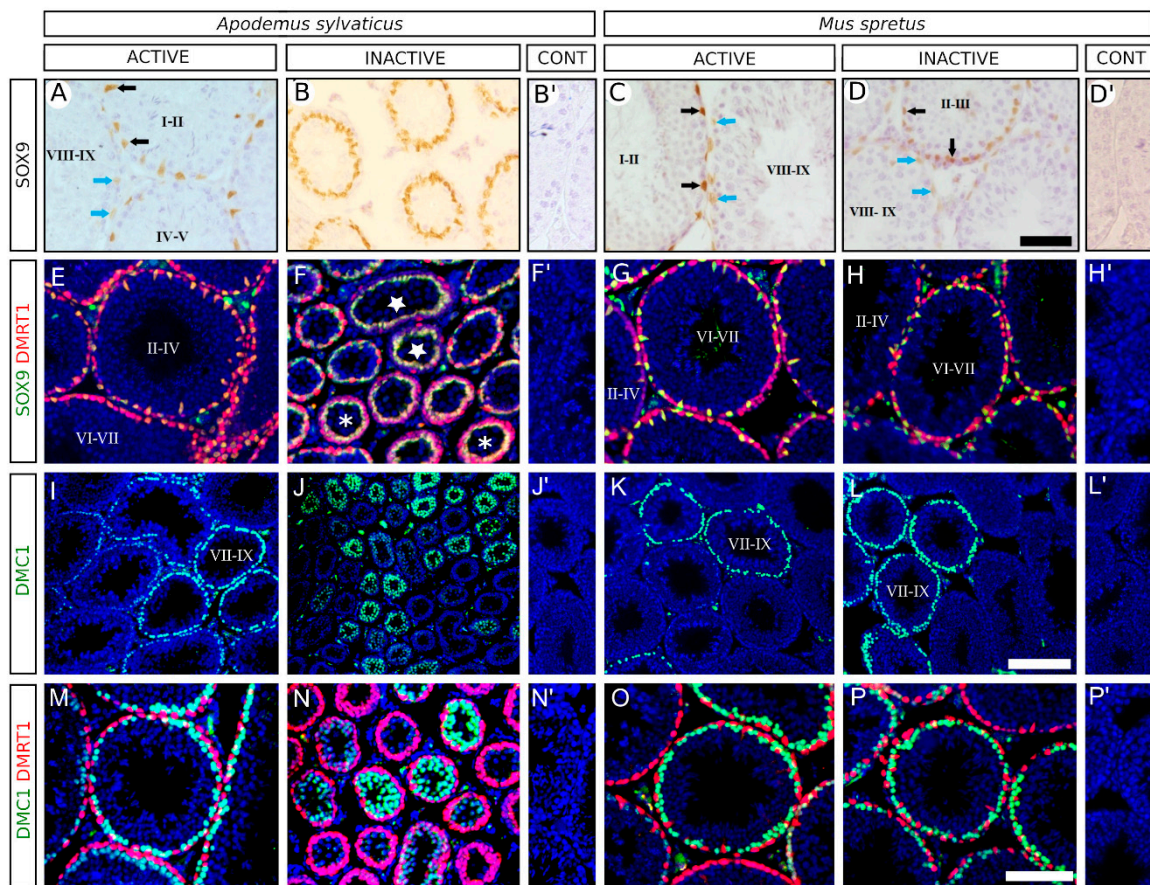 Apodemus sylvaticus
Mus spretus
ACTIVE
INACTIVE
CONT
ACTIVE
INACTIVE
CONT
SOX9
A
I-II
VIII-IX
IV-V
B
B'
C
I-II
VIII-IX
D
II-III
VIII- IX
D'
SOX9 DMRT1
E
II-IV
VI-VII
F
F'
G
VI-VII
II-IV
H
II-IV
VI-VII
H'
DMC1
I
VII-IX
J
J'
K
VII-IX
L
VII-IX
L'
DMC1 DMRT1
M
N
N'
O
P
P'